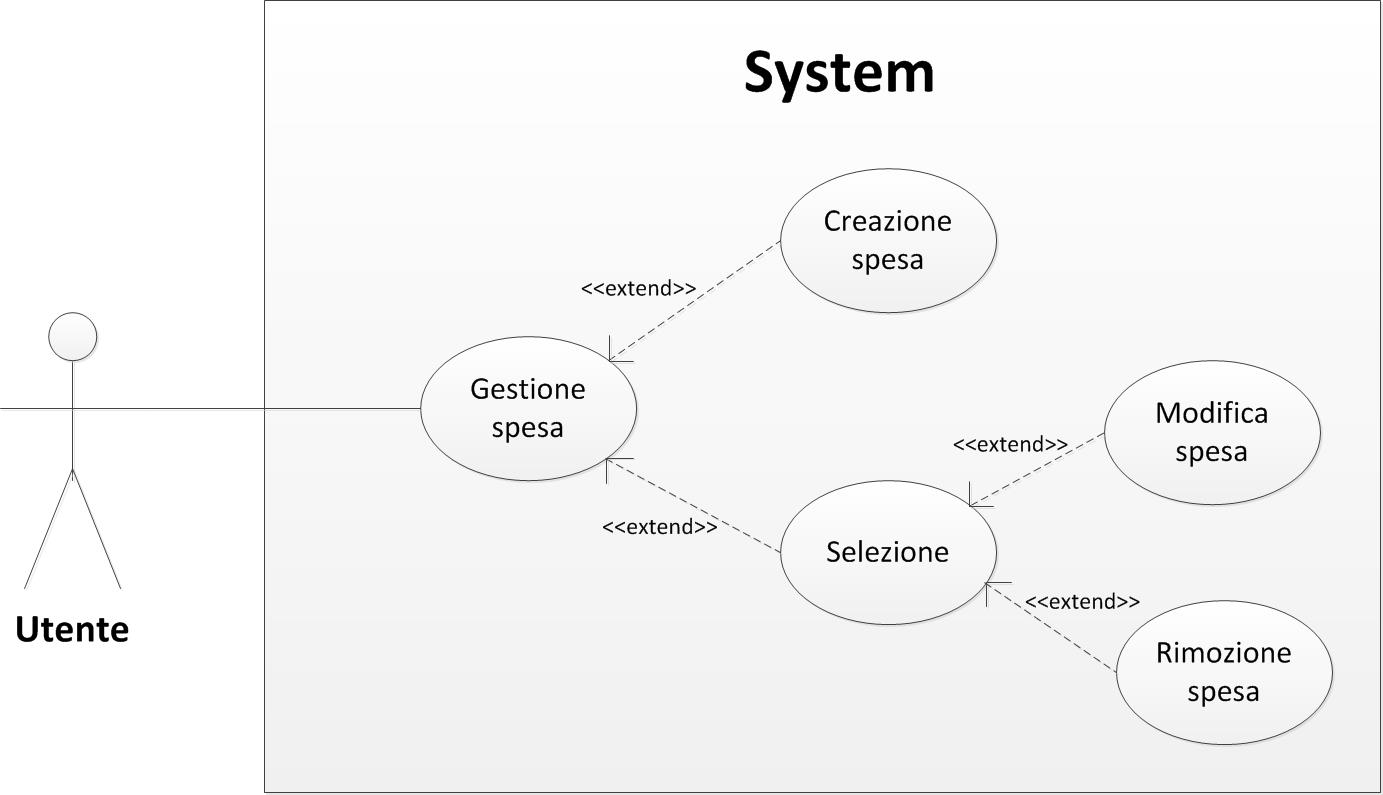 System
Creazione
spesa
<<extend>>
Gestione
spesa
Modifica
spesa
<<extend>>
<<extend>>
Selezione
<<extend>>
Utente
Rimozione
spesa